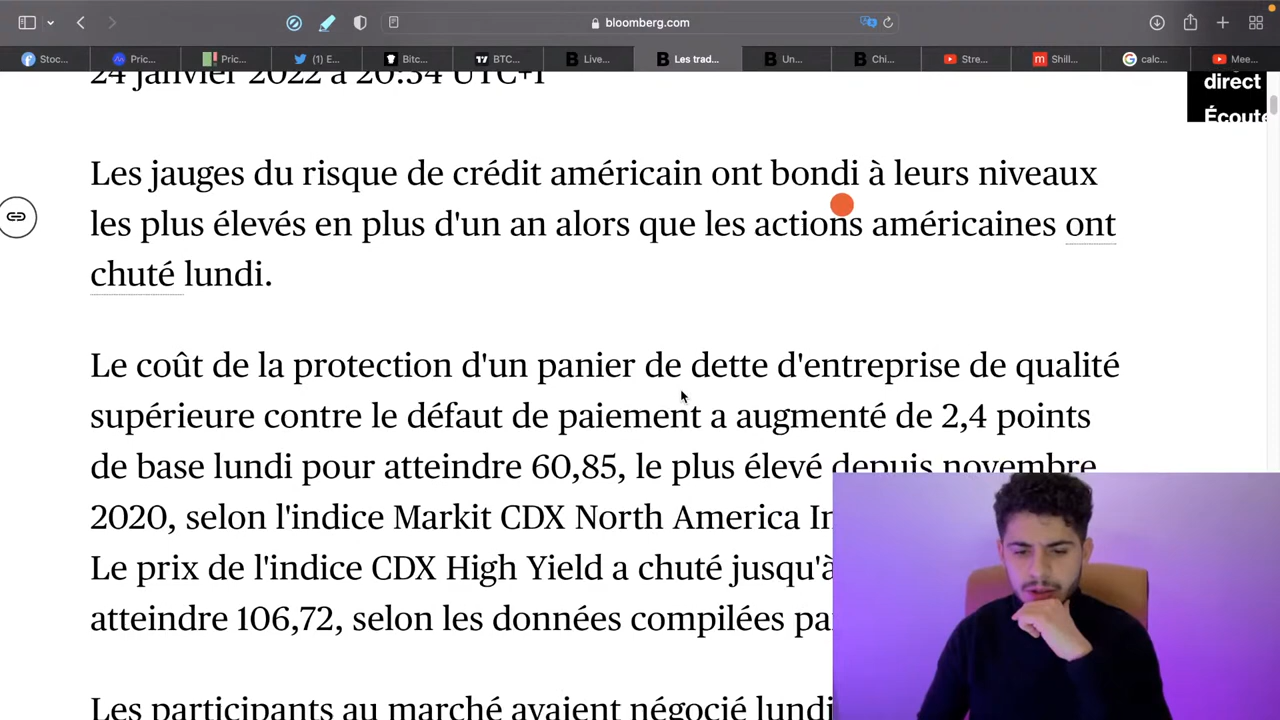 bloomberg.com
Stoc... Pric... Pric... (1) E... Bitc... BTC... Live... Les trad... Un... Chi... Stre... Shill... calc... Mee...
24 janvier 2022 à 20:34 UTC+1
direct
Écoute
Les jauges du risque de crédit américain ont bondi à leurs niveaux
les plus élevés en plus d'un an alors que les actions américaines ont
chuté lundi.
Le coût de la protection d'un panier de dette d'entreprise de qualité
supérieure contre le défaut de paiement a augmenté de 2,4 points
de base lundi pour atteindre 60,85, le plus élevé depuis novembre
2020, selon l'indice Markit CDX North America In
Le prix de l'indice CDX High Yield a chuté jusqu'à
atteindre 106,72, selon les données compilées pa
Les participants au marché avaient négocié lundi